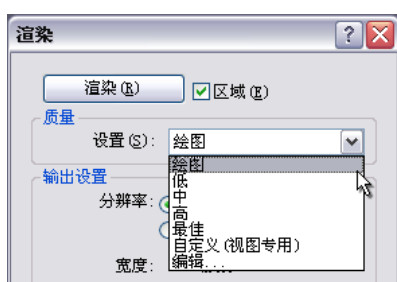 渲染
渲染(R) 区域(E)
质量
设置(S): 绘图
绘图
低
输出设置
中
分辨率:
高
最佳
自定义(视图专用)
编辑...
宽度: